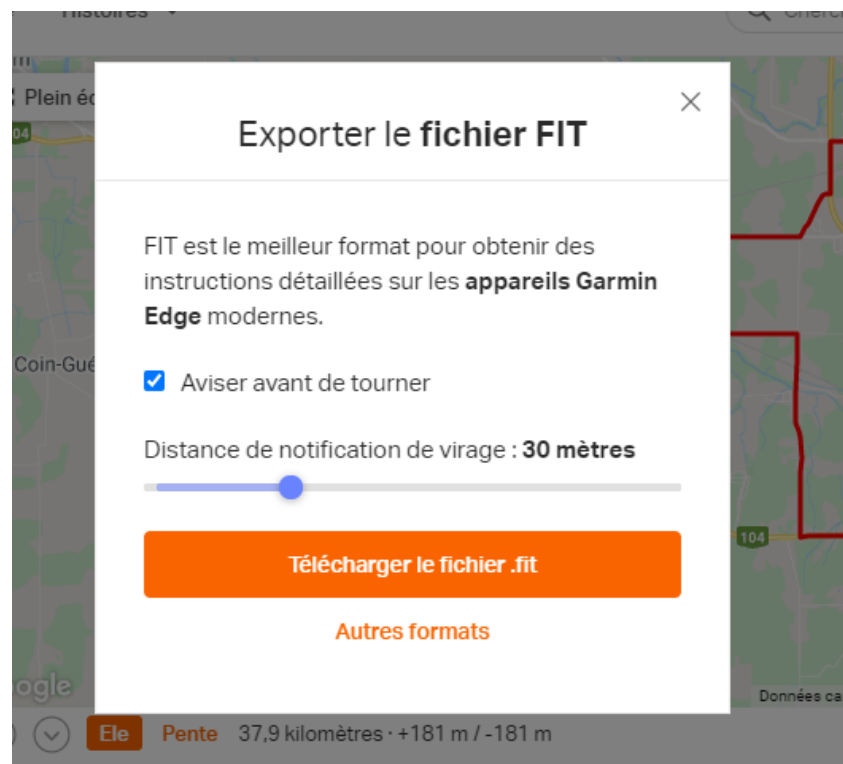 Histoires
Plein éc
04
Exporter le fichier FIT
FIT est le meilleur format pour obtenir des
instructions détaillées sur les appareils Garmin
Edge modernes.
Coin-Gué
Aviser avant de tourner
Distance de notification de virage : 30 mètres
104
Télécharger le fichier .fit
Autres formats
ogle
Données ca
Ele Pente 37,9 kilomètres · +181 m / -181 m